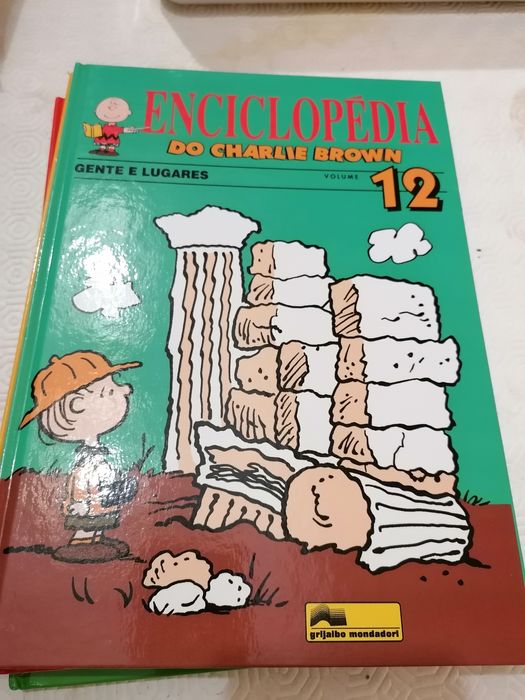 ENCICLOPÉDIA
DO CHARLIE BROWN
GENTE E LUGARES
VOLUME 12
grijalbo mondadori